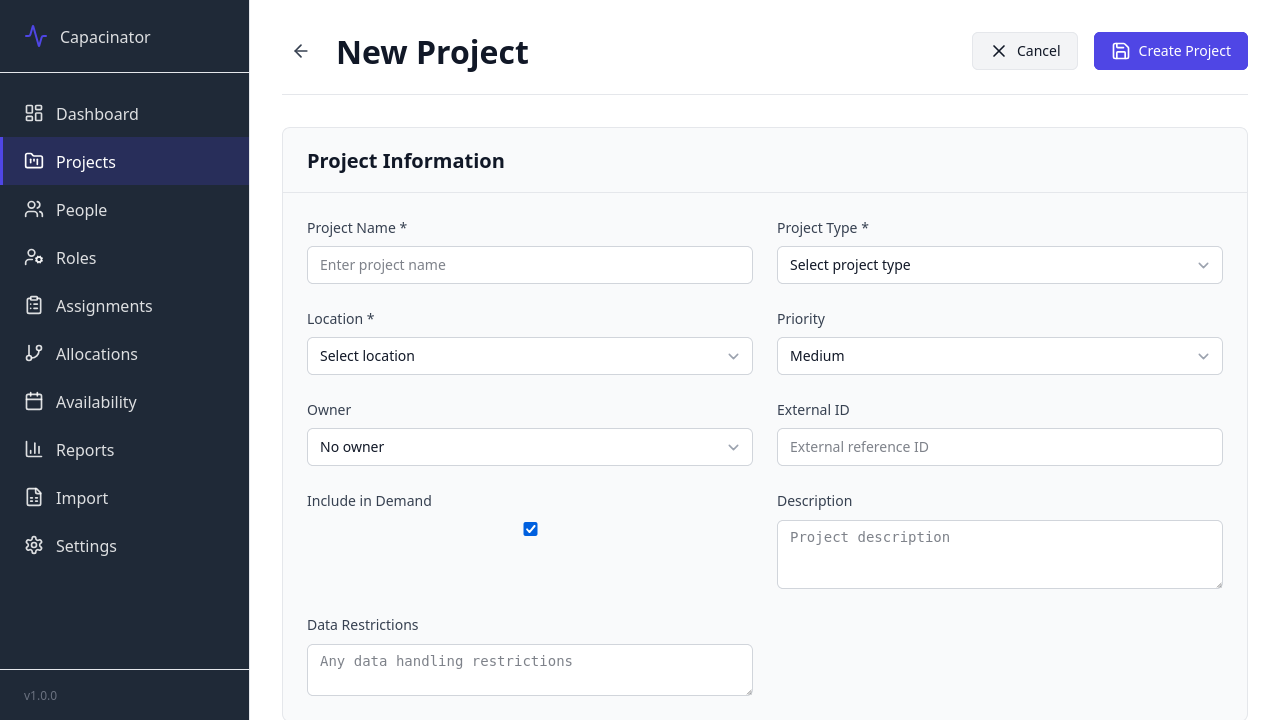 Capacinator
Dashboard
Projects
People
Roles
Assignments
Allocations
Availability
Reports
Import
Settings
v1.0.0
New Project
Cancel
Create Project
Project Information
Project Name *
Enter project name
Project Type *
Select project type
Location *
Select location
Priority
Medium
Owner
No owner
External ID
External reference ID
Include in Demand
Description
Project description
Data Restrictions
Any data handling restrictions